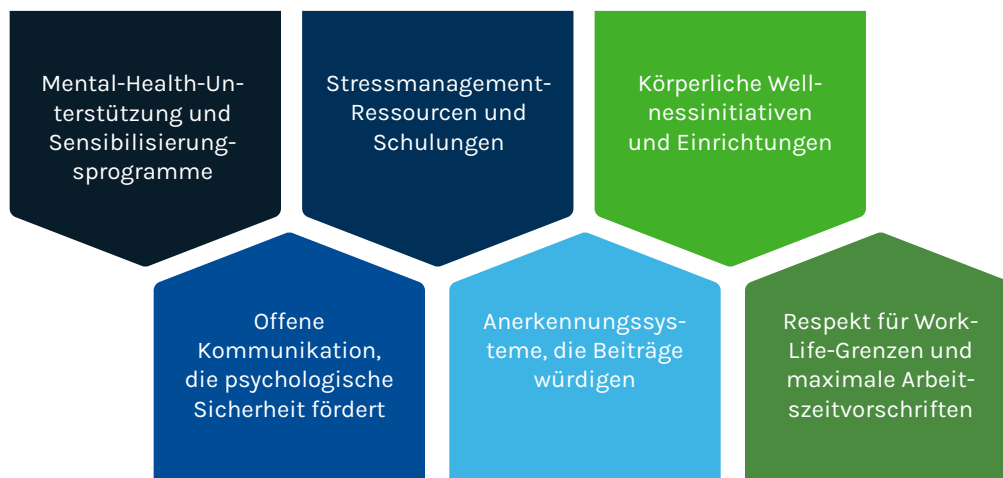 Mental-Health-Un-
terstützung und
Sensibilisierung-
sprogramme
Stressmanagement-
Ressourcen und
Schulungen
Körperliche Well-
nessinitiativen
und Einrichtungen
Offene
Kommunikation,
die psychologische
Sicherheit fördert
Anerkennungssys-
teme, die Beiträge
würdigen
Respekt für Work-
Life-Grenzen und
maximale Arbeit-
szeitvorschriften